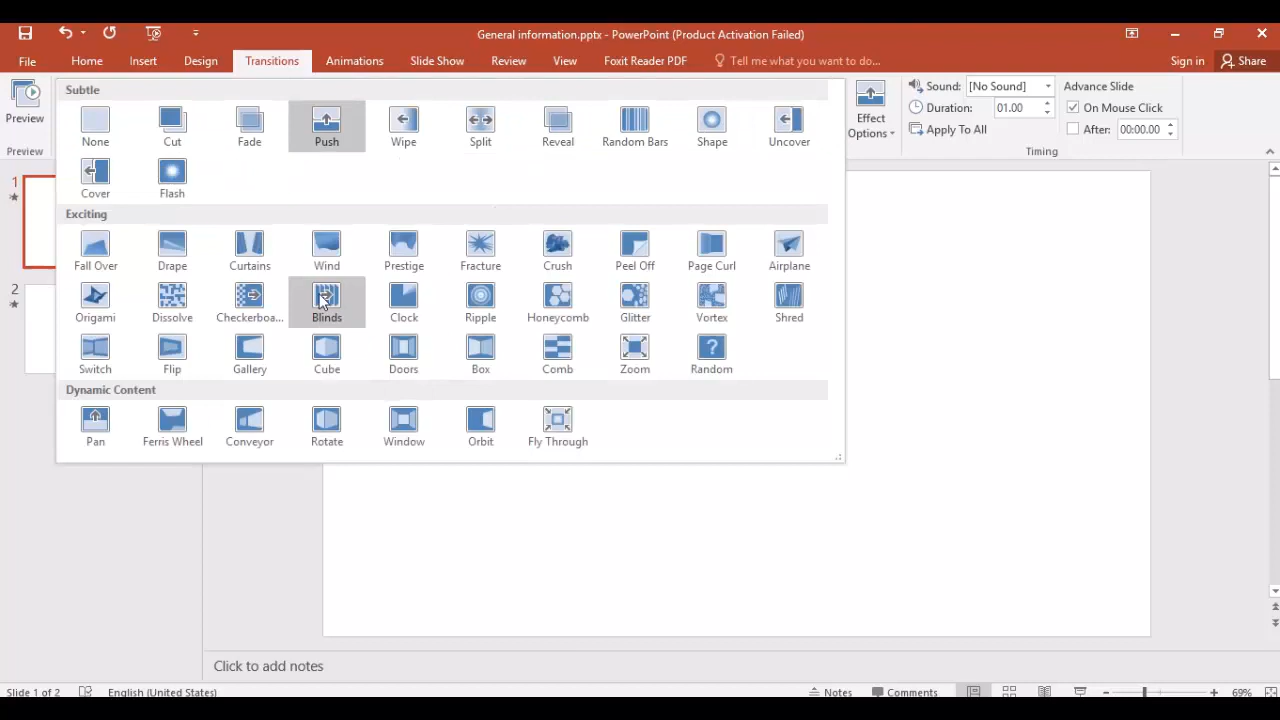 General information.pptx - PowerPoint (Product Activation Failed)
File Home Insert Design Transitions Animations Slide Show Review View Foxit Reader PDF Tell me what you want to do... Sign in Share
Preview
Preview
Subtle
None Cut Fade Push Wipe Split Reveal Random Bars Shape Uncover
Cover Flash
Exciting
Fall Over Drape Curtains Wind Prestige Fracture Crush Peel Off Page Curl Airplane
Origami Dissolve Checkerboa... Blinds Clock Ripple Honeycomb Glitter Vortex Shred
Switch Flip Gallery Cube Doors Box Comb Zoom Random
Dynamic Content
Pan Ferris Wheel Conveyor Rotate Window Orbit Fly Through
Effect
Options
Sound: [No Sound] Advance Slide
Duration: 01.00 On Mouse Click
Apply To All After: 00:00.00
Timing
1
2
Click to add notes
Slide 1 of 2 English (United States) Notes Comments 69%